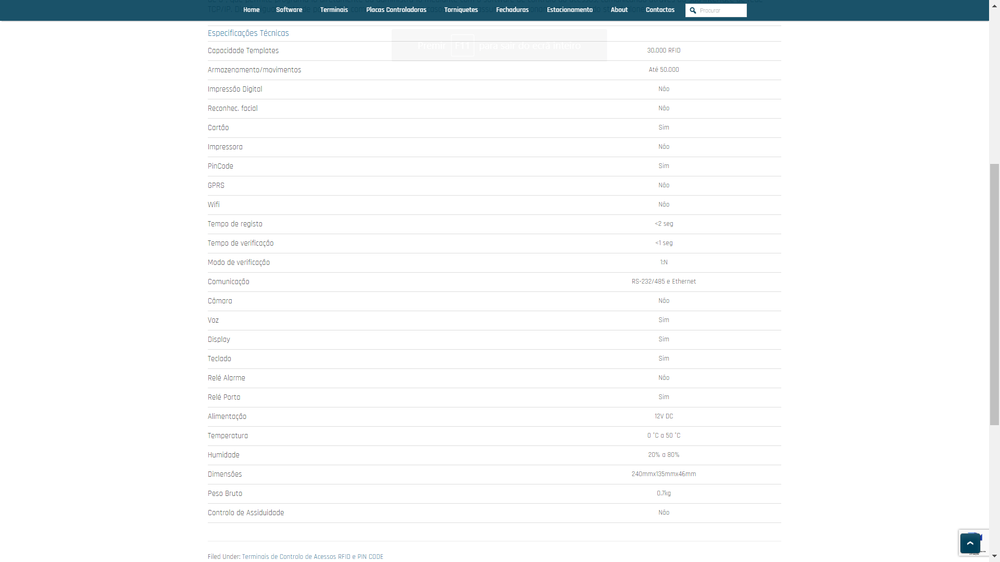 Home Software Terminais Placas Controladoras Torniquetes Fechaduras Estacionamento About Contactos Procurar
Especificações Técnicas
Premir F11 para sair do ecrã inteiro
Capacidade Templates 30.000 RFID
Armazenamento/movimentos Até 50.000
Impressão Digital Não
Reconhec. facial Não
Cartão Sim
Impressora Não
PinCode Sim
GPRS Não
Wifi Não
Tempo de registo <2 seg
Tempo de verificação <1 seg
Modo de verificação 1:N
Comunicação RS-232/485 e Ethernet
Câmara Não
Voz Sim
Display Sim
Teclado Sim
Relé Alarme Não
Relé Porta Sim
Alimentação 12V DC
Temperatura 0 °C a 50 °C
Humidade 20% a 80%
Dimensões 240mmx135mmx46mm
Peso Bruto 0.7kg
Controlo de Assiduidade Não
Filed Under: Terminais de Controlo de Acessos RFID e PIN CODE